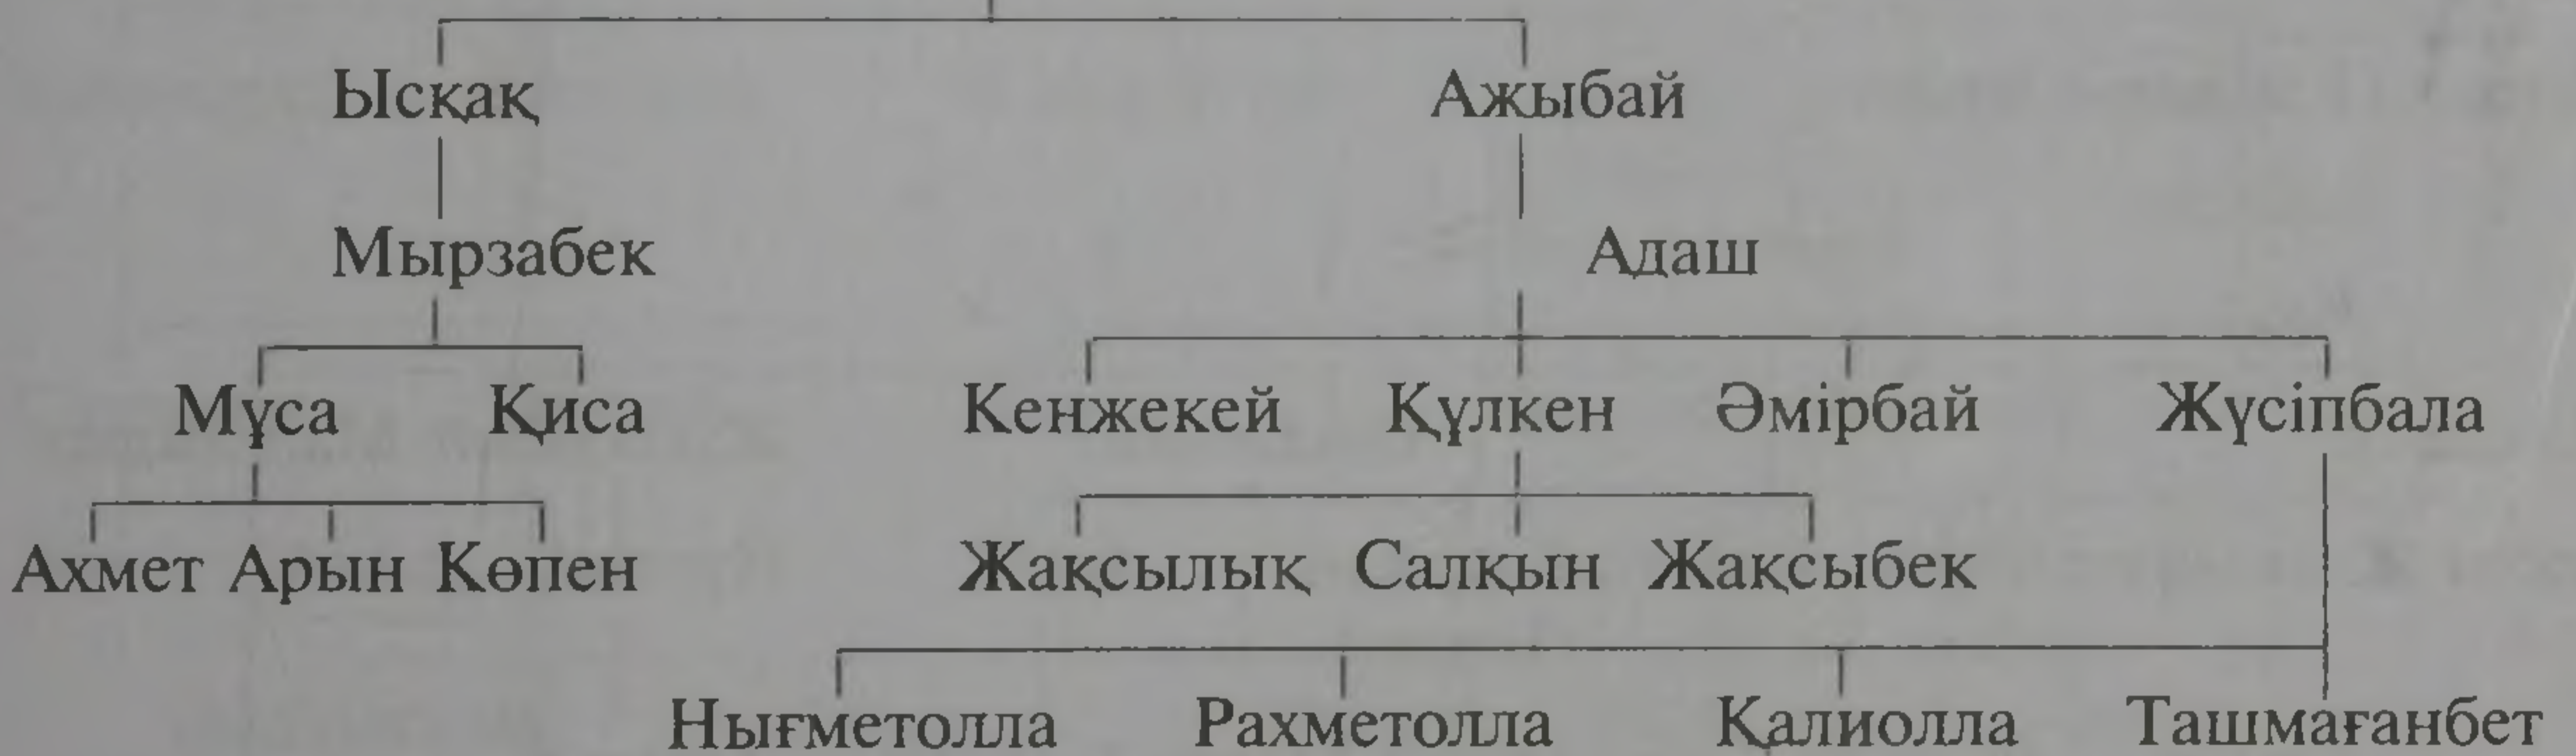 Ысқақ Ажыбай
Мырзабек Адаш
Мұса Қиса Кенжекей Құлкен Әмірбай Жүсіпбала
Ахмет Арын Көпен Жақсылық Салқын Жақсыбек
Нығметолла Рахметолла Қалиолла Ташмағанбет